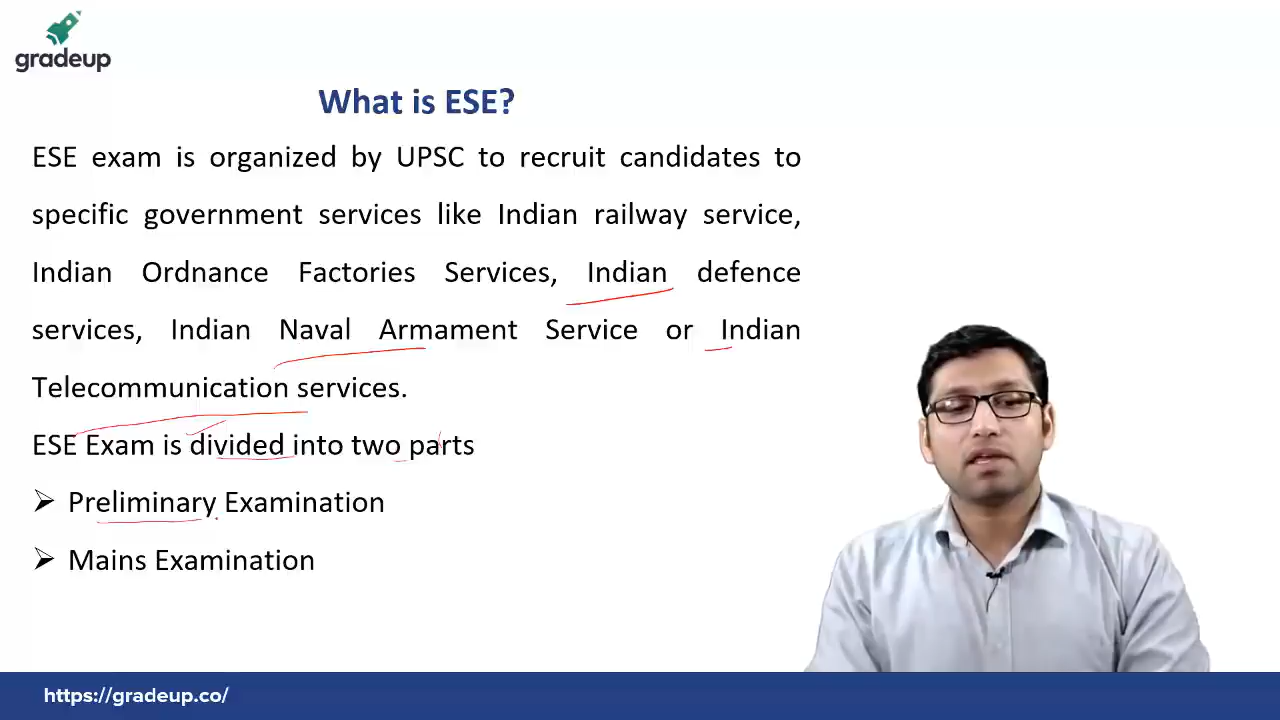 gradeup
What is ESE?
ESE exam is organized by UPSC to recruit candidates to
specific government services like Indian railway service,
Indian Ordnance Factories Services, Indian defence
services, Indian Naval Armament Service or Indian
Telecommunication services.
ESE Exam is divided into two parts
➢ Preliminary Examination
➢ Mains Examination
https://gradeup.co/